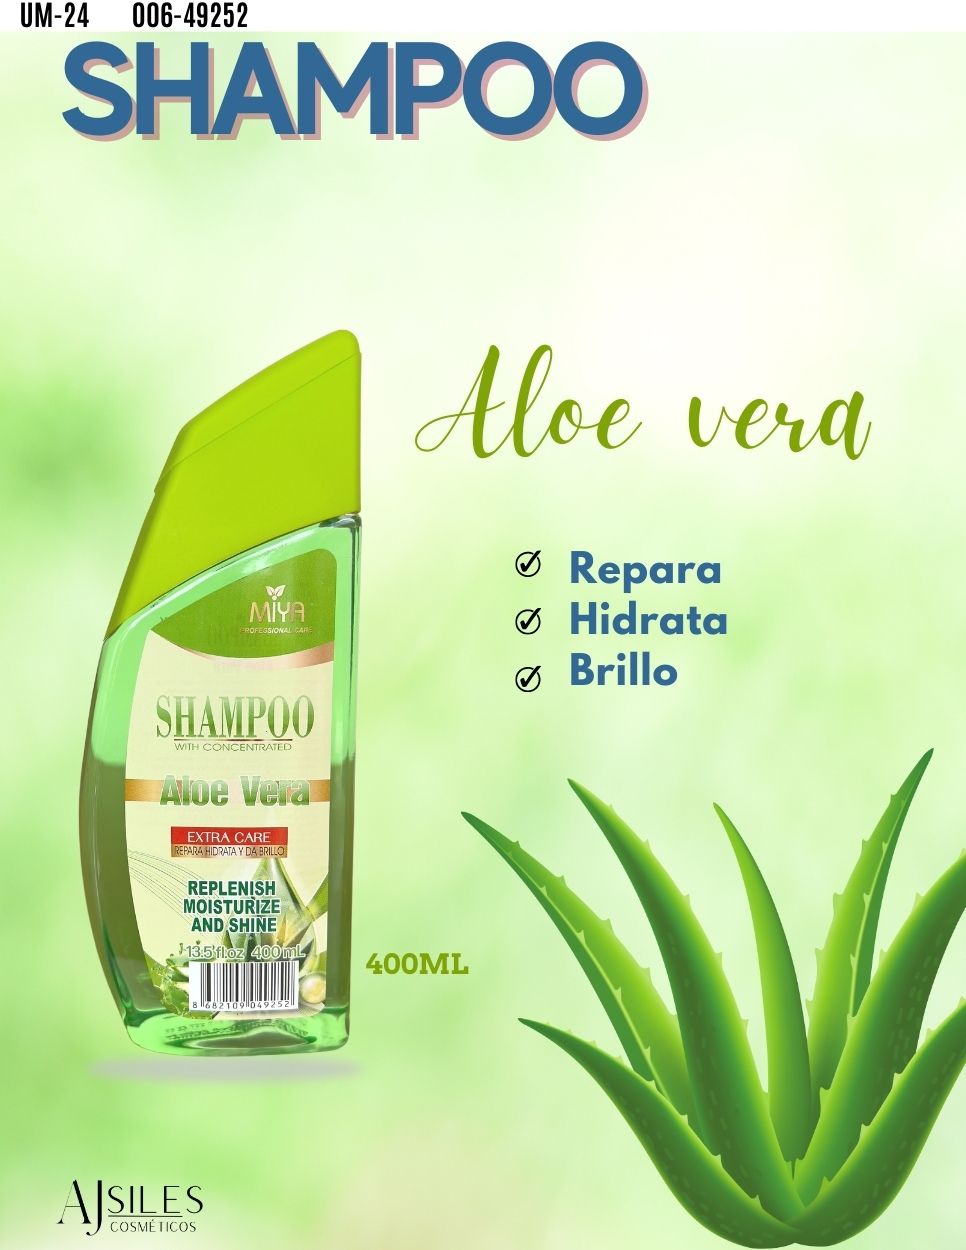 UM-24 006-49252
SHAMPOO
Aloe vera
Repara
Hidrata
Brillo
MIYA
PROFESSIONAL CARE
SHAMPOO
WITH CONCENTRATED
Aloe Vera
EXTRA CARE
REPARA HIDRATA Y DA BRILLO
REPLENISH
MOISTURIZE
AND SHINE
13.5 fl.oz 400 mL
8 682109 049252
400ML
AJSILES
COSMÉTICOS